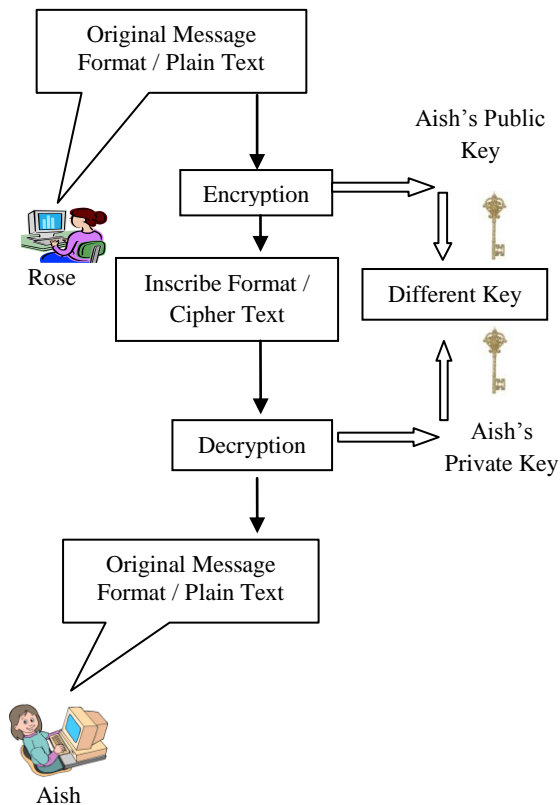 Original Message
Format / Plain Text
Aish’s Public
Key
Encryption
Rose
Inscribe Format /
Cipher Text
Different Key
Decryption
Aish’s
Private Key
Original Message
Format / Plain Text
Aish